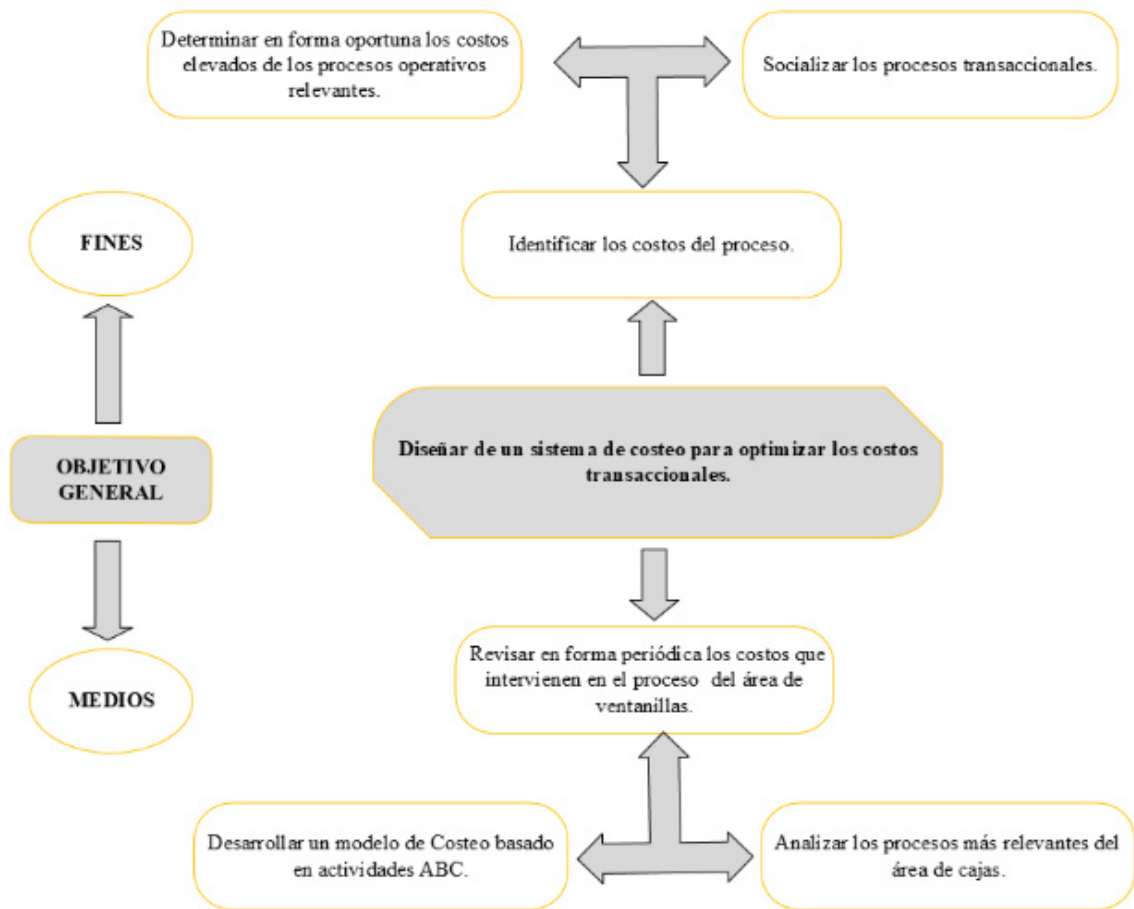 Determinar en forma oportuna los costos
elevados de los procesos operativos
relevantes.
Socializar los procesos transaccionales.
FINES
Identificar los costos del proceso.
OBJETIVO
GENERAL
Diseñar de un sistema de costeo para optimizar los costos
transaccionales.
MEDIOS
Revisar en forma periódica los costos que
intervienen en el proceso del área de
ventanillas.
Desarrollar un modelo de Costeo basado
en actividades ABC.
Analizar los procesos más relevantes del
área de cajas.